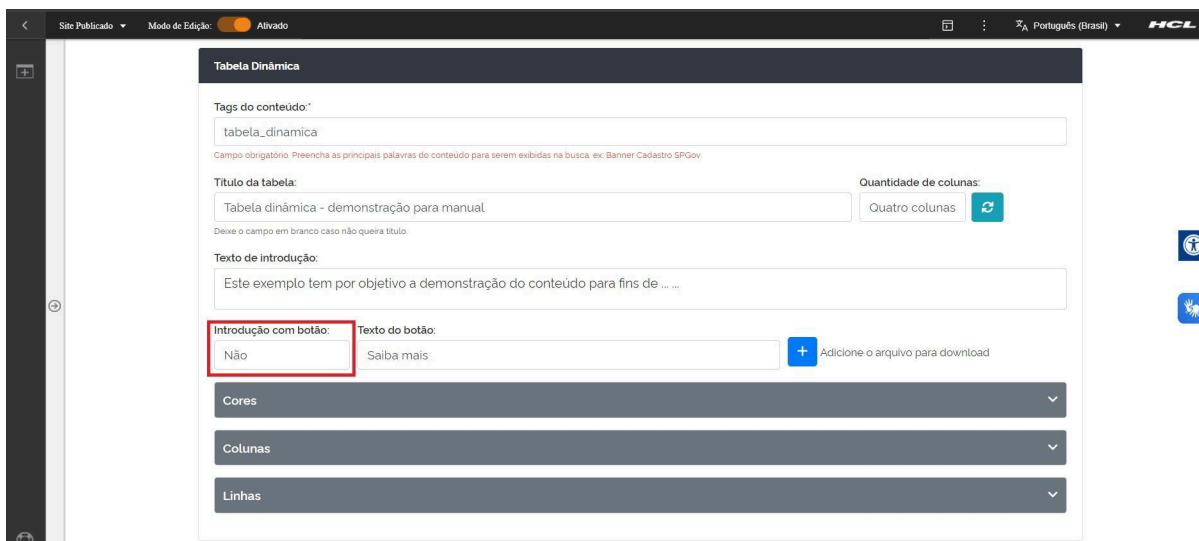 Site Publicado Modo de Edição: Ativado Português (Brasil) HCL
Tabela Dinâmica
Tags do conteúdo:*
tabela_dinamica
Campo obrigatório. Preencha as principais palavras do conteúdo para serem exibidas na busca. ex: Banner Cadastro SPGov
Título da tabela: Quantidade de colunas:
Tabela dinâmica - demonstração para manual Quatro colunas
Deixe o campo em branco caso não queira título.
Texto de introdução:
Este exemplo tem por objetivo a demonstração do conteúdo para fins de ... ...
Introdução com botão: Texto do botão:
Não Saiba mais + Adicione o arquivo para download
Cores
Colunas
Linhas